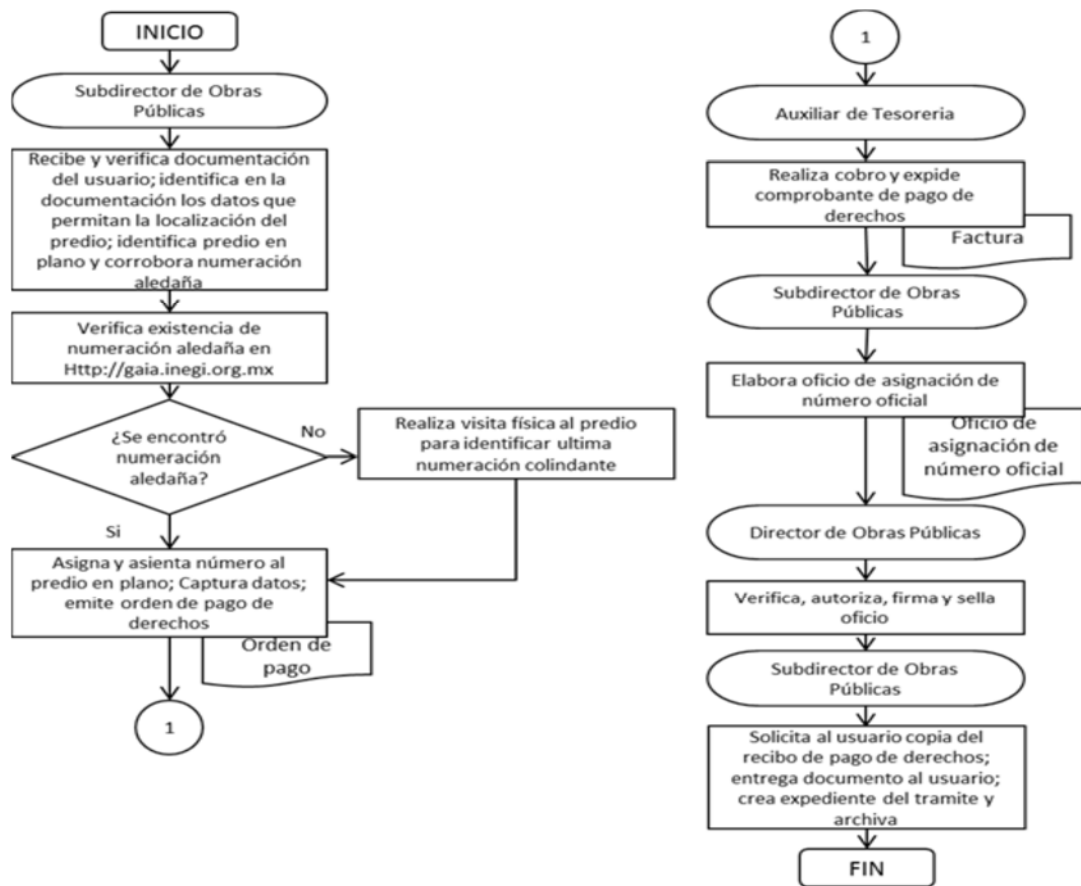 INICIO
Subdirector de Obras
Públicas
Recibe y verifica documentación
del usuario; identifica en la
documentación los datos que
permitan la localización del
predio; identifica predio en
plano y corrobora numeración
aledaña
Verifica existencia de
numeración aledaña en
Http://gaia.inegi.org.mx
¿Se encontró
numeración
aledaña?
No
Realiza visita física al predio
para identificar ultima
numeración colindante
Si
Asigna y asienta número al
predio en plano; Captura datos;
emite orden de pago de
derechos
Orden de
pago
1
1
Auxiliar de Tesoreria
Realiza cobro y expide
comprobante de pago de
derechos
Factura
Subdirector de Obras
Públicas
Elabora oficio de asignación de
número oficial
Oficio de
asignación de
número oficial
Director de Obras Públicas
Verifica, autoriza, firma y sella
oficio
Subdirector de Obras
Públicas
Solicita al usuario copia del
recibo de pago de derechos;
entrega documento al usuario;
crea expediente del tramite y
archiva
FIN